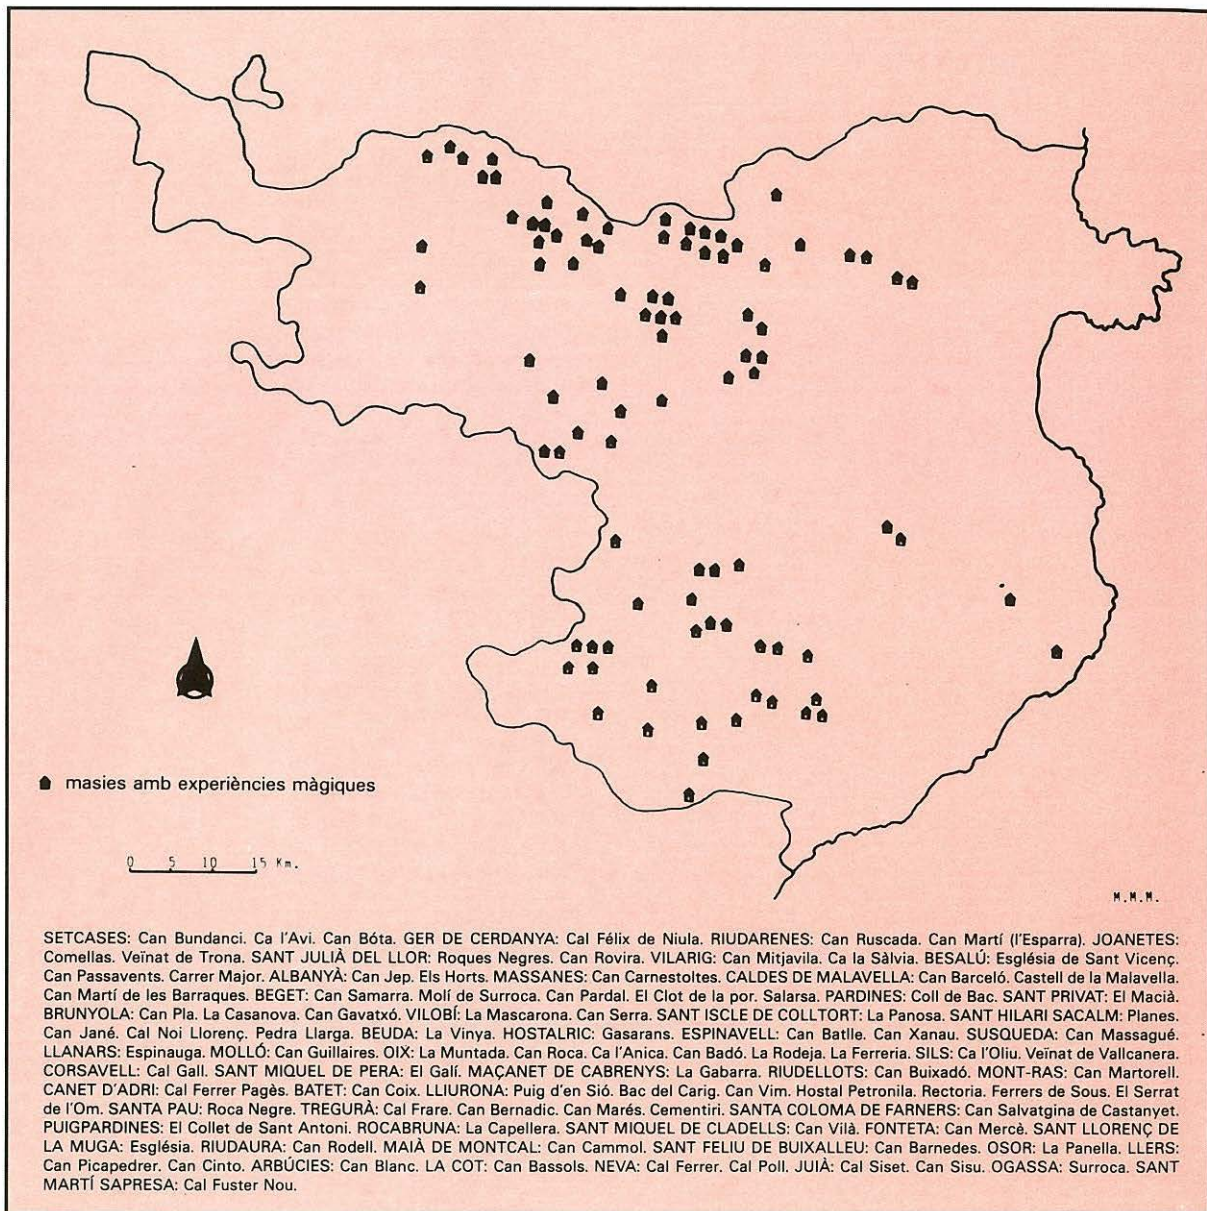 masies amb experiències màgiques
0 5 10 15 Km.
M.M.M.
SETCASES: Can Bundanci. Ca l'Avi. Can Bóta. GER DE CERDANYA: Cal Félix de Niula. RIUDARENES: Can Ruscada. Can Martí (l'Esparra). JOANETES:
Comellas. Veïnat de Trona. SANT JULIÀ DEL LLOR: Roques Negres. Can Rovira. VILARIG: Can Mitjavila. Ca la Sàlvia. BESALÚ: Església de Sant Vicenç.
Can Passavents. Carrer Major. ALBANYÀ: Can Jep. Els Horts. MASSANES: Can Carnestoltes. CALDES DE MALAVELLA: Can Barceló. Castell de la Malavella.
Can Martí de les Barraques. BEGET: Can Samarra. Molí de Surroca. Can Pardal. El Clot de la por. Salarsa. PARDINES: Coll de Bac. SANT PRIVAT: El Macià.
BRUNYOLA: Can Pla. La Casanova. Can Gavatxó. VILOBÍ: La Mascarona. Can Serra. SANT ISCLE DE COLLTORT: La Panosa. SANT HILARI SACALM: Planes.
Can Jané. Cal Noi Llorenç. Pedra Llarga. BEUDA: La Vinya. HOSTALRIC: Gasarans. ESPINAVELL: Can Batlle. Can Xanau. SUSQUEDA: Can Massagué.
LLANARS: Espinauga. MOLLÓ: Can Guillaires. OIX: La Muntada. Can Roca. Ca l'Anica. Can Badó. La Rodeja. La Ferreria. SILS: Ca l'Oliu. Veïnat de Vallcanera.
CORSAVELL: Cal Gall. SANT MIQUEL DE PERA: El Galí. MAÇANET DE CABRENYS: La Gabarra. RIUDELLOTS: Can Buixadó. MONT-RAS: Can Martorell.
CANET D'ADRI: Cal Ferrer Pagès. BATET: Can Coix. LLIURONA: Puig d'en Sió. Bac del Carig. Can Vim. Hostal Petronila. Rectoria. Ferrers de Sous. El Serrat
de l'Om. SANTA PAU: Roca Negre. TREGURÀ: Cal Frare. Can Bernadic. Can Marés. Cementiri. SANTA COLOMA DE FARNERS: Can Salvatgina de Castanyet.
PUIGPARDINES: El Collet de Sant Antoni. ROCABRUNA: La Capellera. SANT MIQUEL DE CLADELLS: Can Vilà. FONTETA: Can Mercè. SANT LLORENÇ DE
LA MUGA: Església. RIUDAURA: Can Rodell. MAIÀ DE MONTCAL: Can Cammol. SANT FELIU DE BUIXALLEU: Can Barnedes. OSOR: La Panella. LLERS:
Can Picapedrer. Can Cinto. ARBÚCIES: Can Blanc. LA COT: Can Bassols. NEVA: Cal Ferrer. Cal Poll. JUIÀ: Cal Siset. Can Sisu. OGASSA: Surroca. SANT
MARTÍ SAPRESA: Cal Fuster Nou.